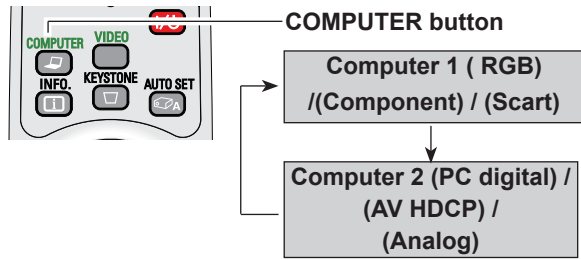 COMPUTER button
COMPUTER VIDEO
INFO. KEYSTONE AUTO SET
A
Computer 1 ( RGB)
/(Component) / (Scart)
Computer 2 (PC digital) /
(AV HDCP) /
(Analog)